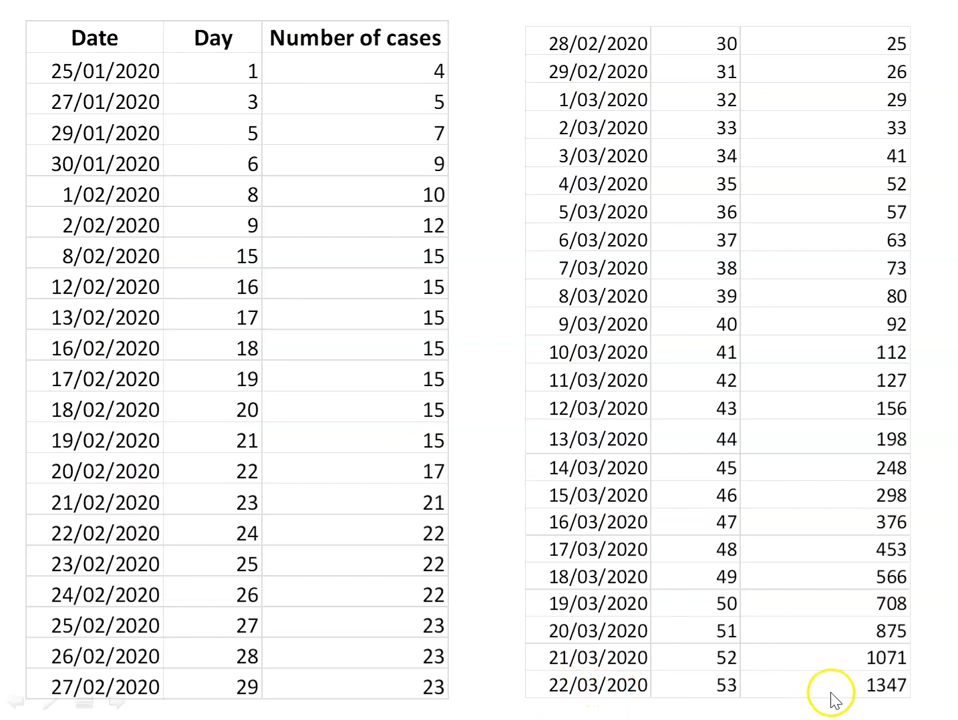 Date Day Number of cases
25/01/2020 1 4
27/01/2020 3 5
29/01/2020 5 7
30/01/2020 6 9
1/02/2020 8 10
2/02/2020 9 12
8/02/2020 15 15
12/02/2020 16 15
13/02/2020 17 15
16/02/2020 18 15
17/02/2020 19 15
18/02/2020 20 15
19/02/2020 21 15
20/02/2020 22 17
21/02/2020 23 21
22/02/2020 24 22
23/02/2020 25 22
24/02/2020 26 22
25/02/2020 27 23
26/02/2020 28 23
27/02/2020 29 23
28/02/2020 30 25
29/02/2020 31 26
1/03/2020 32 29
2/03/2020 33 33
3/03/2020 34 41
4/03/2020 35 52
5/03/2020 36 57
6/03/2020 37 63
7/03/2020 38 73
8/03/2020 39 80
9/03/2020 40 92
10/03/2020 41 112
11/03/2020 42 127
12/03/2020 43 156
13/03/2020 44 198
14/03/2020 45 248
15/03/2020 46 298
16/03/2020 47 376
17/03/2020 48 453
18/03/2020 49 566
19/03/2020 50 708
20/03/2020 51 875
21/03/2020 52 1071
22/03/2020 53 1347